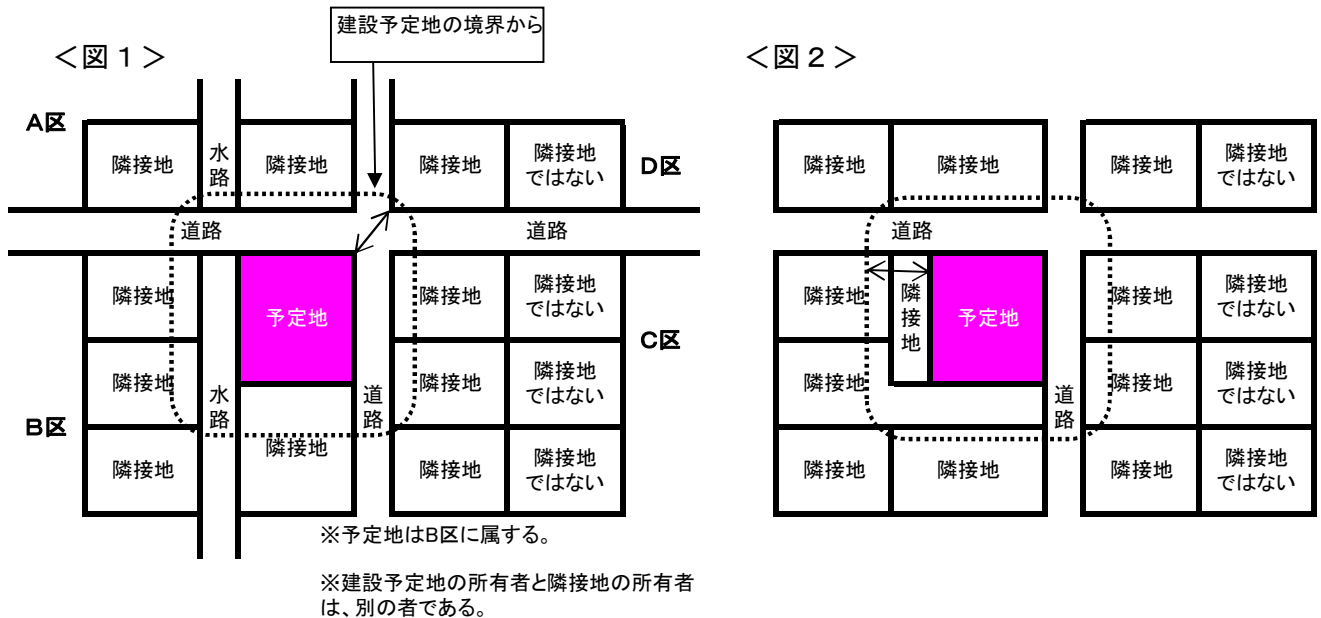 建設予定地の境界から
＜図１＞
A区
隣接地
水
路
隣接地
隣接地
隣接地
ではない
D区
道路
道路
隣接地
予定地
隣接地
隣接地
ではない
C区
隣接地
水
路
道
路
隣接地
隣接地
ではない
B区
隣接地
隣接地
隣接地
隣接地
ではない
※予定地はB区に属する。
※建設予定地の所有者と隣接地の所有者
は、別の者である。
＜図２＞
隣接地
隣接地
隣接地
隣接地
ではない
道路
隣接地
隣
接
地
予定地
隣接地
隣接地
ではない
隣接地
道
路
隣接地
隣接地
ではない
隣接地
隣接地
隣接地
隣接地
ではない